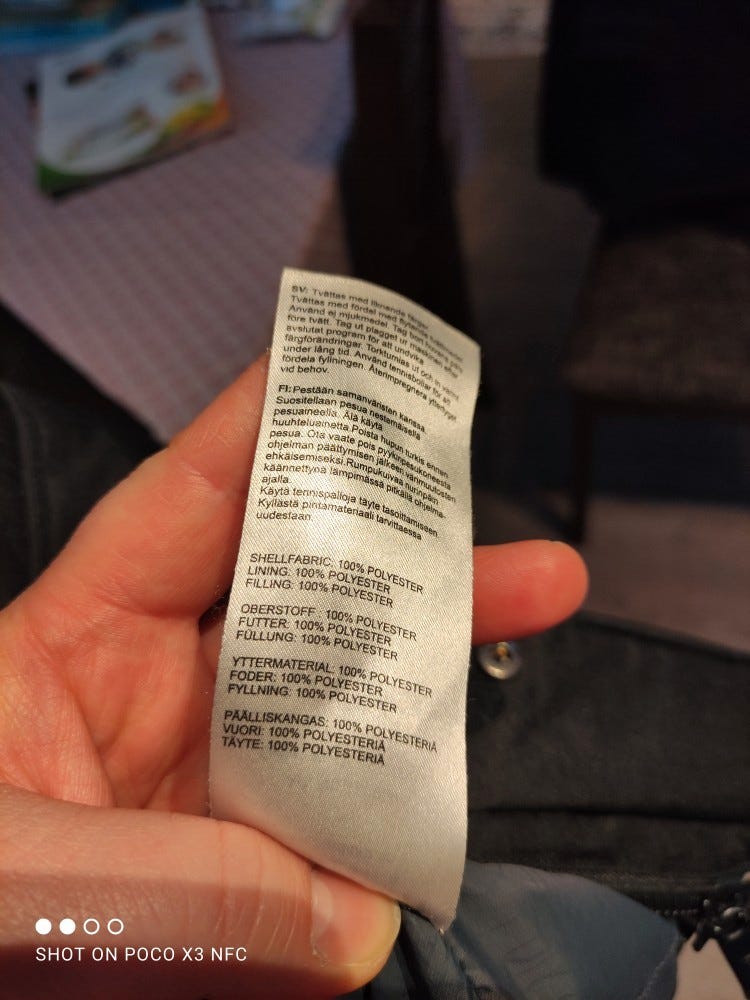 SV: Tvättas med liknande färger.
Tvättas med fördel med flytande tvättmedel.
Använd ej mjukmedel. Tag bort huvans päls
före tvätt. Tag ut plagget ur maskinen efter
avslutat program för att undvika
färgförändringar. Torktumlas ut och in varmt
under lång tid. Använd tennisbollar för att
fördela fyllningen. Återimpregnera yttertyget
vid behov.
FI: Pestään samanväristen kanssa.
Suositellaan pesua nestemäisellä
pesuaineella. Älä käytä
huuhteluainetta.Poista hupun turkis ennen
pesua. Ota vaate pois pyykinpesukoneesta
ohjelman päättymisen jälkeen värimuutosten
ehkäisemiseksi.Rumpukuivaa nurinpäin
käännettynä lämpimässä pitkällä ohjelma-
ajalla.
Käytä tennispalloja täyte tasoittamiseen.
Kyllästä pintamateriaali tarvittaessa
uudestaan.
SHELLFABRIC: 100% POLYESTER
LINING: 100% POLYESTER
FILLING: 100% POLYESTER
OBERSTOFF : 100% POLYESTER
FUTTER: 100% POLYESTER
FÜLLUNG: 100% POLYESTER
YTTERMATERIAL: 100% POLYESTER
FODER: 100% POLYESTER
FYLLNING: 100% POLYESTER
PÄÄLLISKANGAS: 100% POLYESTERIÄ
VUORI: 100% POLYESTERIÄ
TÄYTE: 100% POLYESTERIÄ
SHOT ON POCO X3 NFC